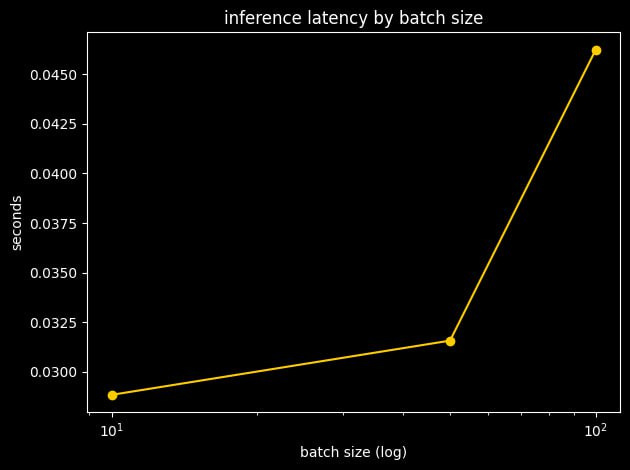 inference latency by batch size
0.0450
0.0425
0.0400
0.0375
0.0350
0.0325
0.0300
seconds
10¹ 10²
batch size (log)